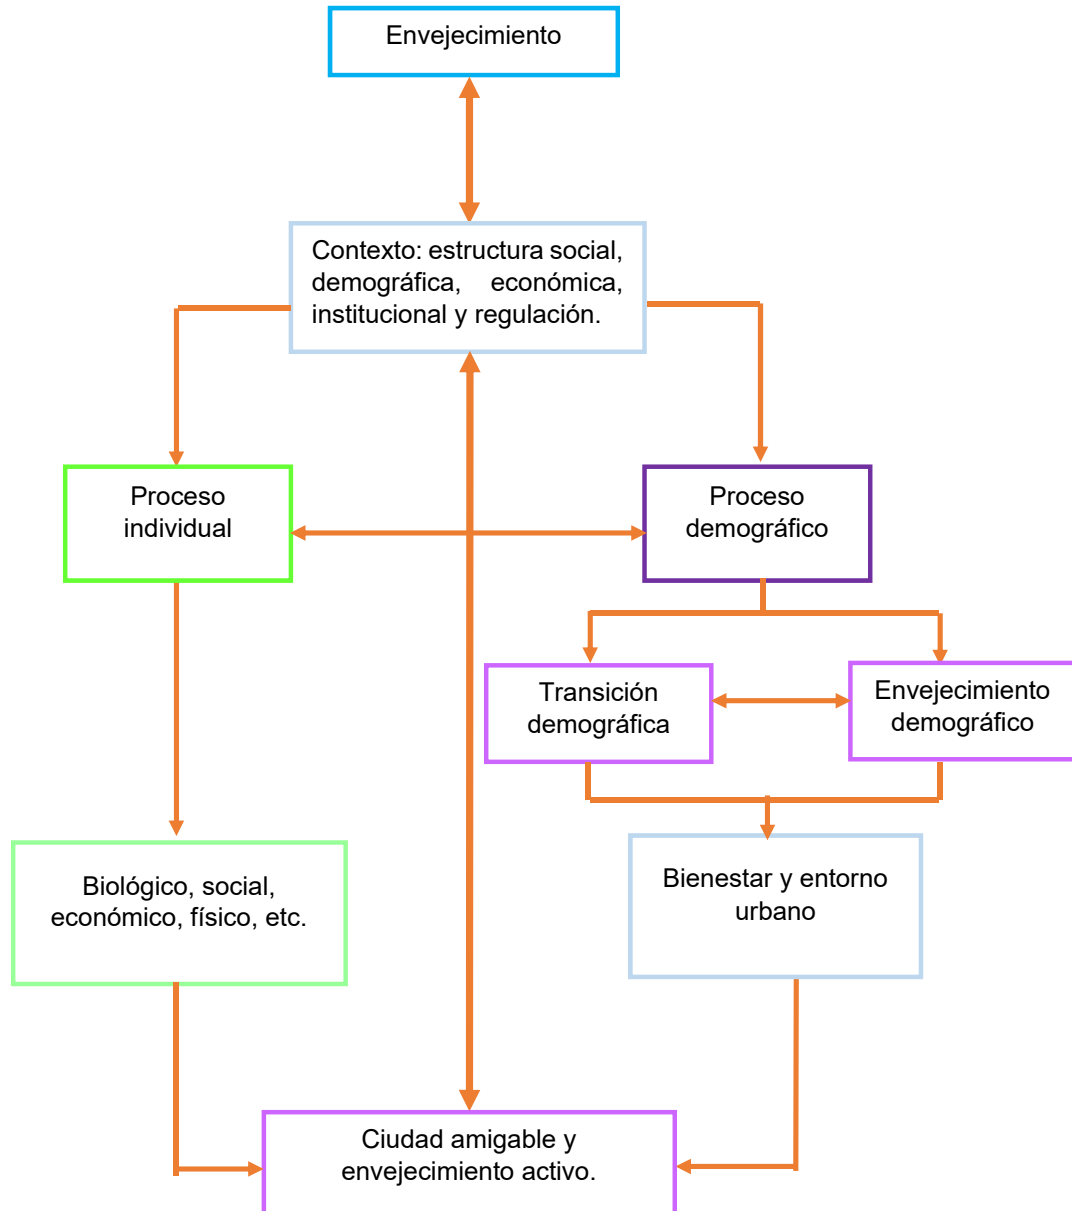 Envejecimiento
Contexto: estructura social,
demográfica, económica,
institucional y regulación.
Proceso
individual
Proceso
demográfico
Transición
demográfica
Envejecimiento
demográfico
Biológico, social,
económico, físico, etc.
Bienestar y entorno
urbano
Ciudad amigable y
envejecimiento activo.